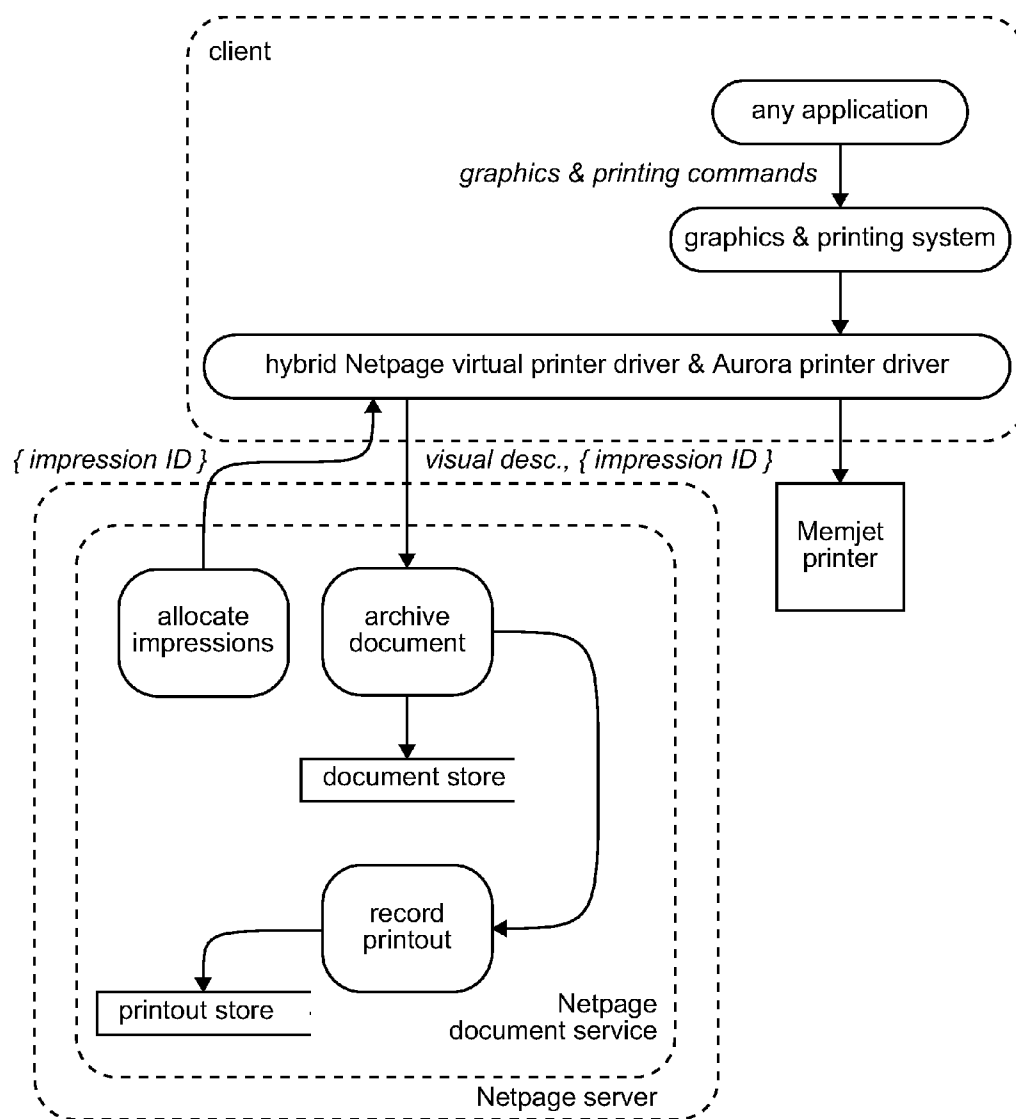 client
any application
graphics & printing commands
graphics & printing system
hybrid Netpage virtual printer driver & Aurora printer driver
{ impression ID }
visual desc., { impression ID }
Memjet
printer
allocate
impressions
archive
document
document store
record
printout
printout store
Netpage
document service
Netpage server